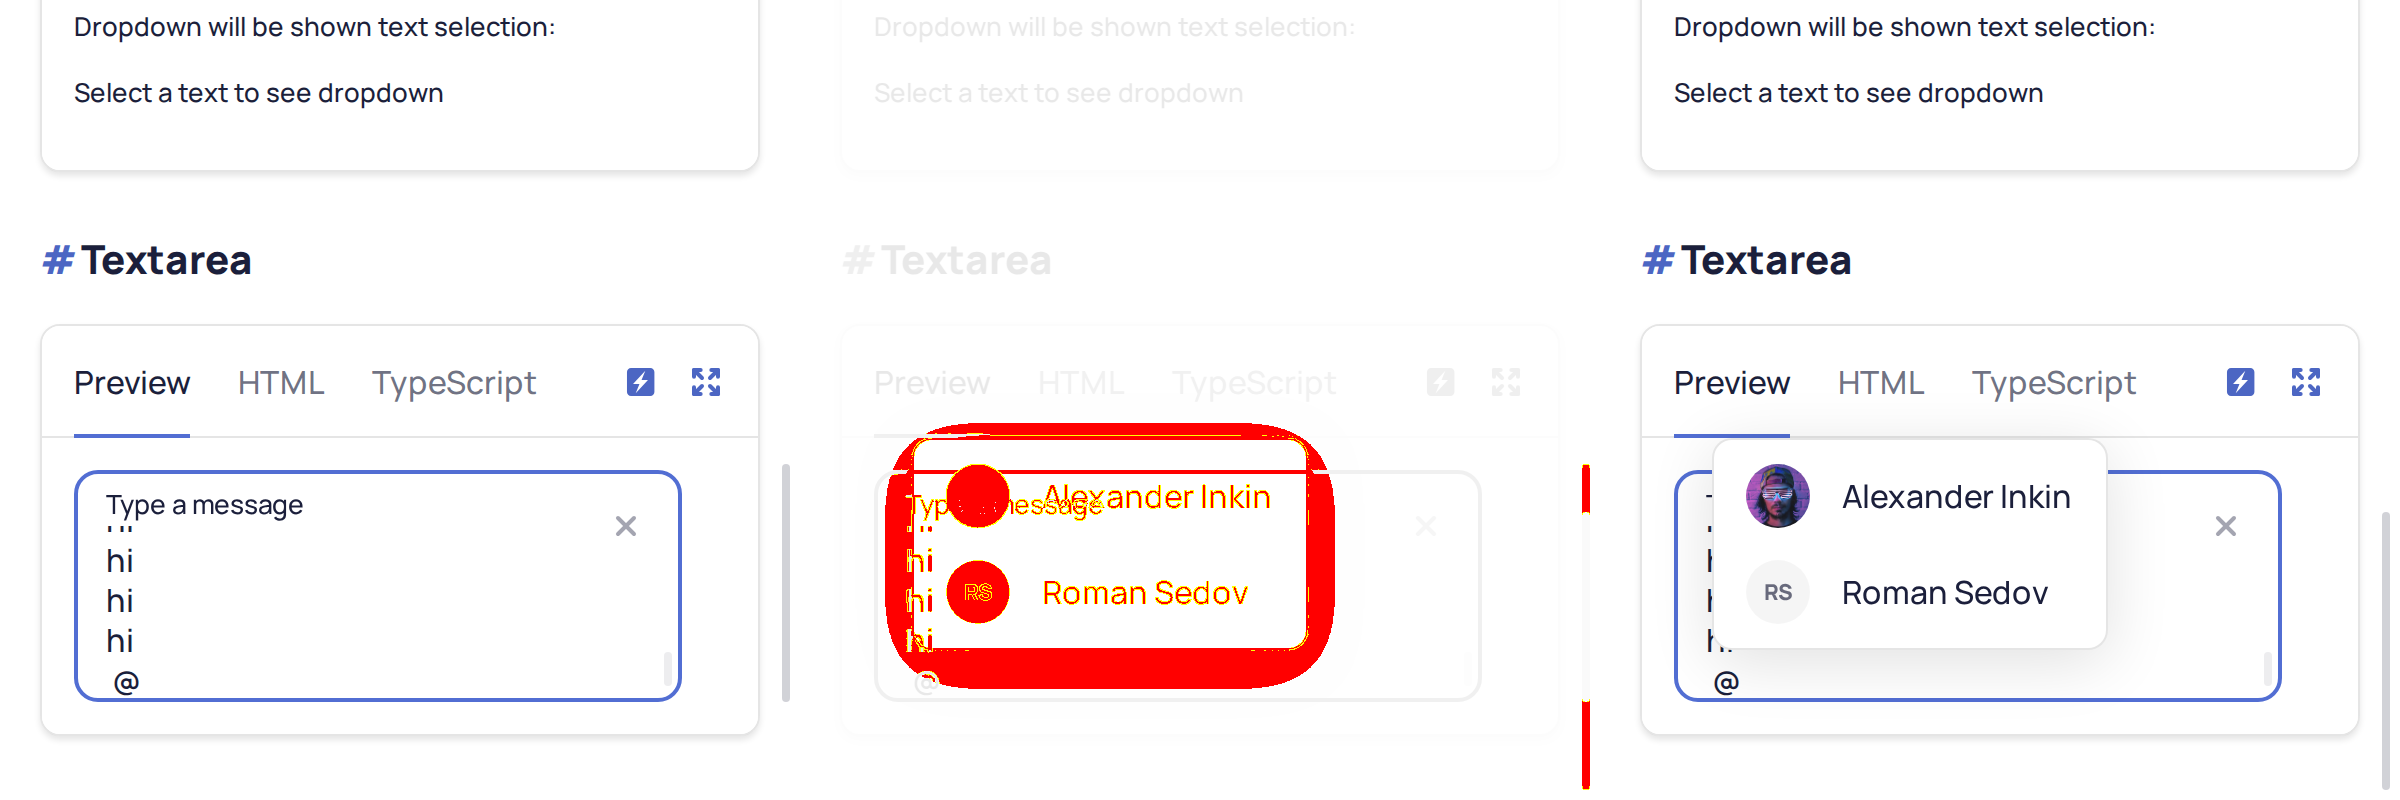 Dropdown will be shown text selection:
Select a text to see dropdown
# Textarea
Preview HTML TypeScript
Type a message
hi
hi
hi
@
Dropdown will be shown text selection:
Select a text to see dropdown
# Textarea
Preview HTML TypeScript
Alexander Inkin
Type a message
hi
RS Roman Sedov
hi
hi
@
Dropdown will be shown text selection:
Select a text to see dropdown
# Textarea
Preview HTML TypeScript
Alexander Inkin
RS Roman Sedov
@